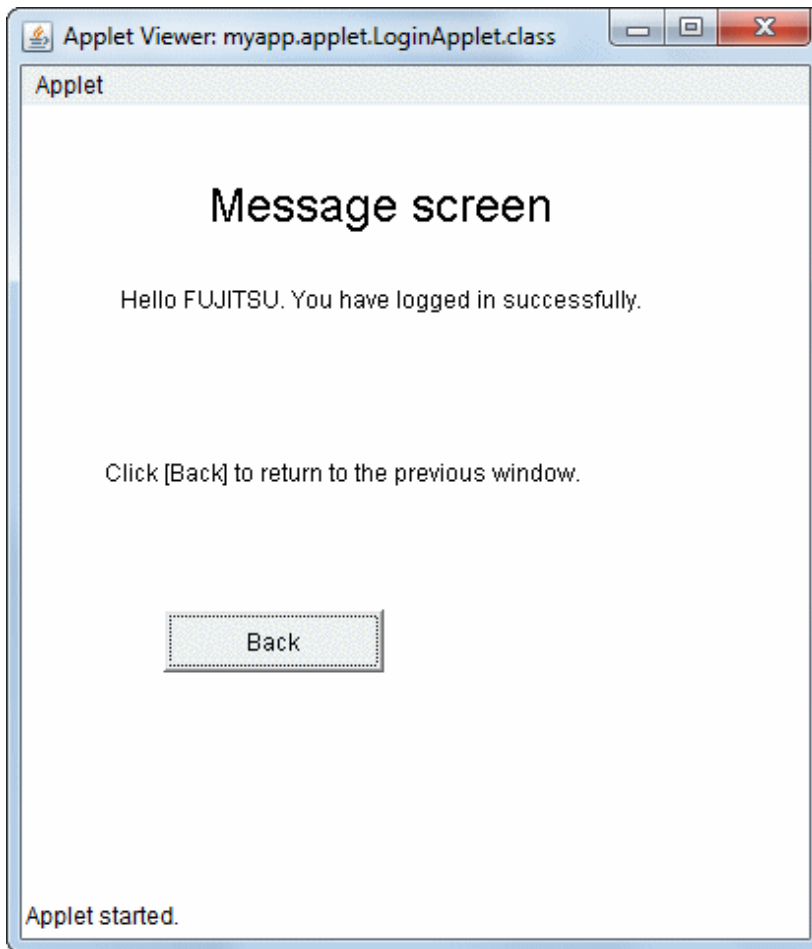 Applet Viewer: myapp.applet.LoginApplet.class
Applet
Message screen
Hello FUJITSU. You have logged in successfully.
Click [Back] to return to the previous window.
Back
Applet started.